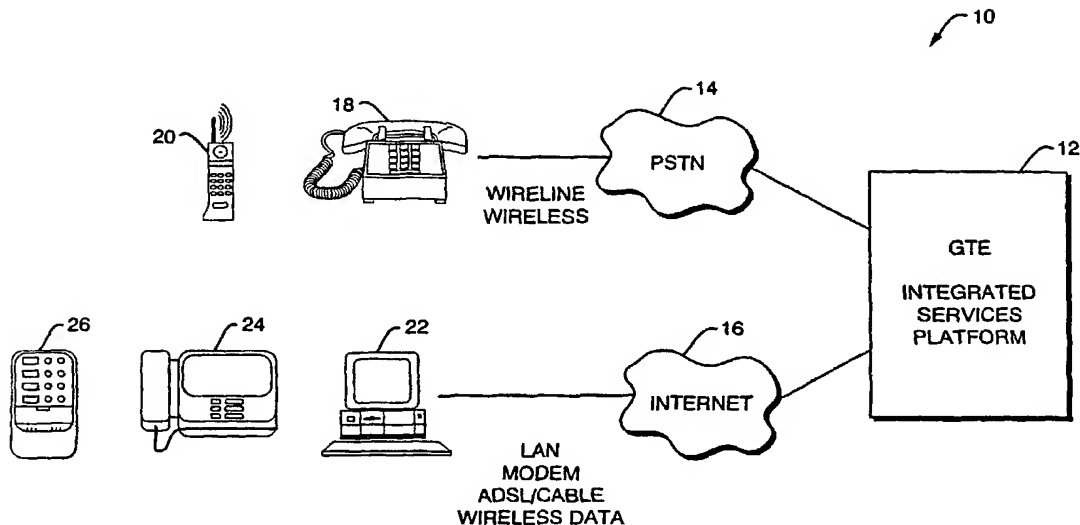 10
20
18
14
PSTN
WIRELINE
WIRELESS
12
GTE
INTEGRATED
SERVICES
PLATFORM
26
24
22
16
INTERNET
LAN
MODEM
ADSL/CABLE
WIRELESS DATA